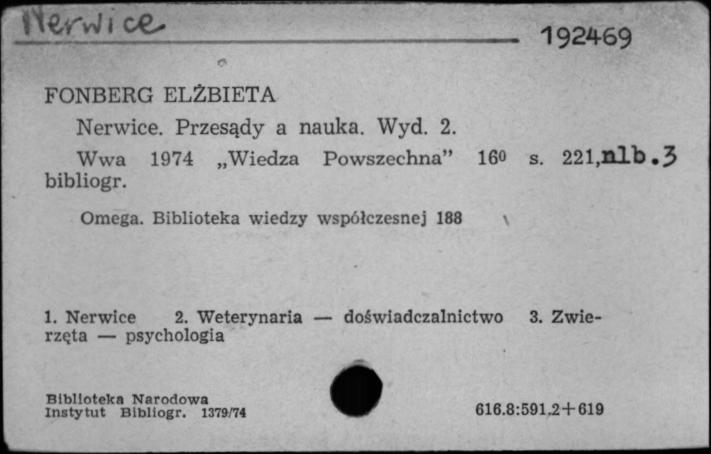 Nerwice
192469
FONBERG ELŻBIETA
Nerwice. Przesądy a nauka. Wyd. 2.
Wwa 1974 „Wiedza Powszechna” 16⁰ s. 221,nlb.3
bibliogr.
Omega. Biblioteka wiedzy współczesnej 188
1. Nerwice 2. Weterynaria — doświadczalnictwo 3. Zwie-
rzęta — psychologia
Biblioteka Narodowa
Instytut Bibliogr. 1379/74
616.8:591.2+619